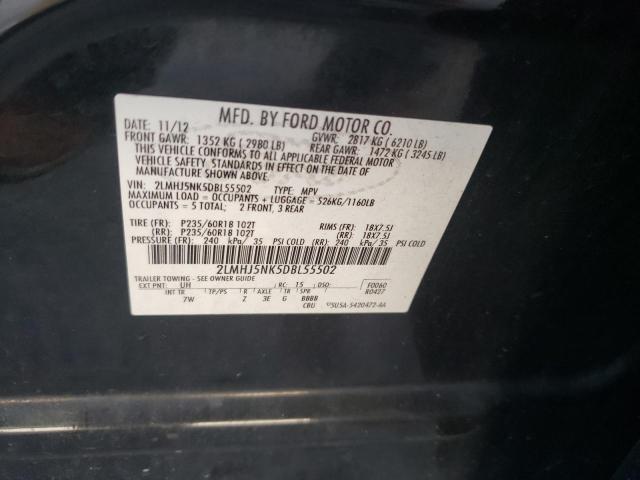 MFD. BY FORD MOTOR CO.
DATE: 11/12 GVWR: 2817 KG ( 6210 LB)
FRONT GAWR: 1352 KG ( 2980 LB) REAR GAWR: 1472 KG ( 3245 LB)
THIS VEHICLE CONFORMS TO ALL APPLICABLE FEDERAL MOTOR
VEHICLE SAFETY STANDARDS IN EFFECT ON THE DATE OF
MANUFACTURE SHOWN ABOVE.
VIN: 2LMHJ5NK5DBL55502 TYPE: MPV
MAXIMUM LOAD = OCCUPANTS + LUGGAGE = 526KG/1160LB
OCCUPANTS = 5 TOTAL: 2 FRONT, 3 REAR
TIRE (FR): P235/60R18 102T RIMS (FR): 18X7.5J
(RR): P235/60R18 102T (RR): 18X7.5J
PRESSURE (FR): 240 kPa/ 35 PSI COLD (RR): 240 kPa/ 35 PSI COLD
2LMHJ5NK5DBL55502
TRAILER TOWING - SEE OWNER GUIDE
EXT PNT: UH RC: 15 DSO: F0060
INT TR TP/PS R AXLE TR SPR R0427
7W Z 3E G BBBB
CBU 5U5A-5420472-AA